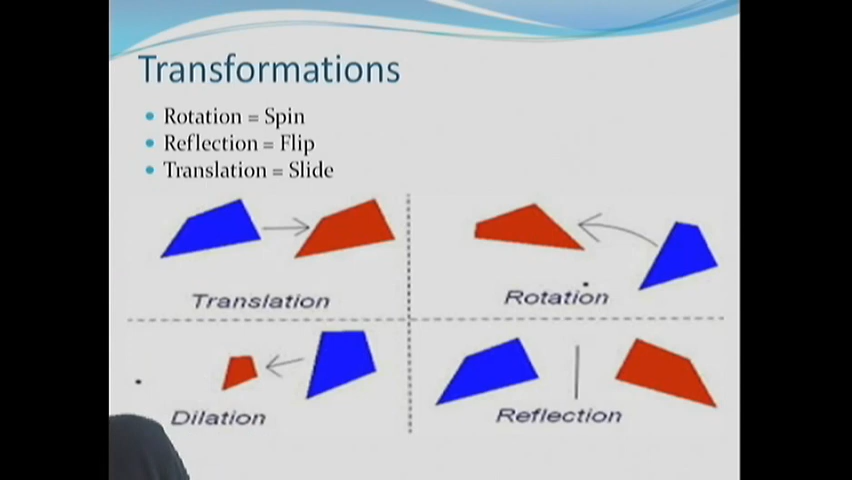 Transformations
Rotation = Spin
Reflection = Flip
Translation = Slide
Translation
Rotation
Dilation
Reflection